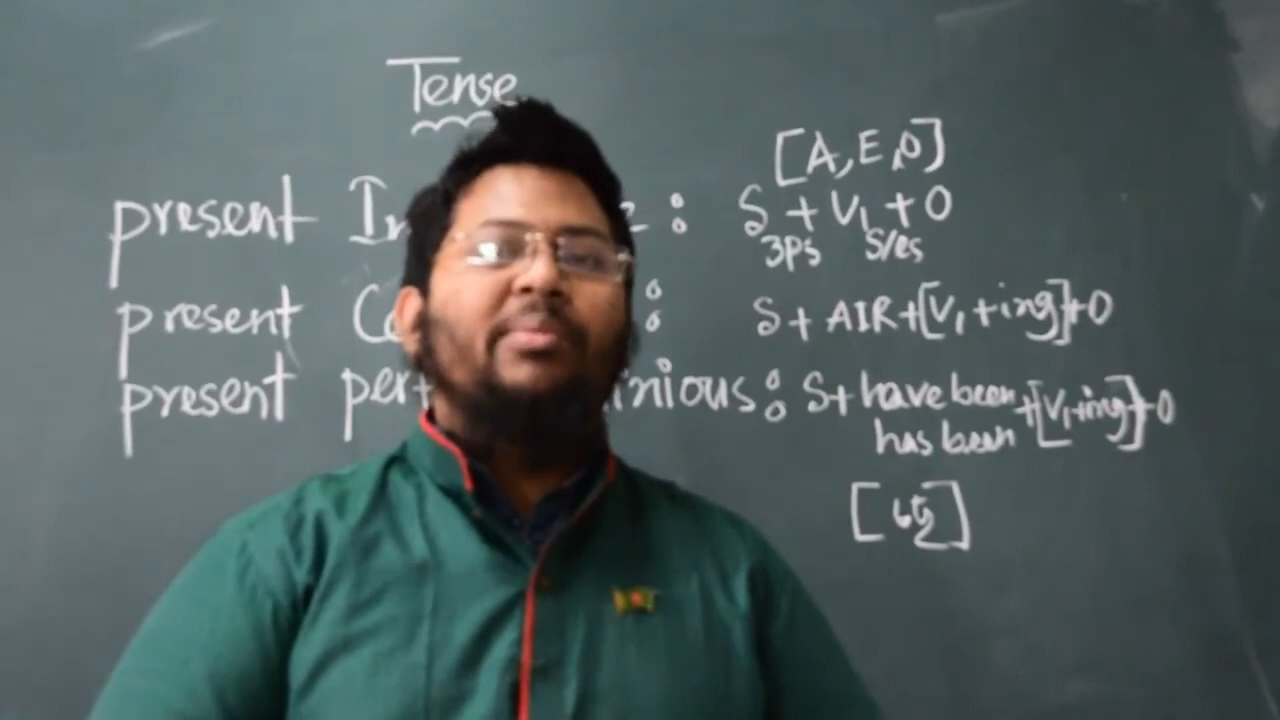 Tense
[A, E, O]
present In : S + V₁ + O
3ps s/es
present Co : S + AIR + [V₁ + ing] + O
present per inious : S + have been + [V₁+ing] + O
has been